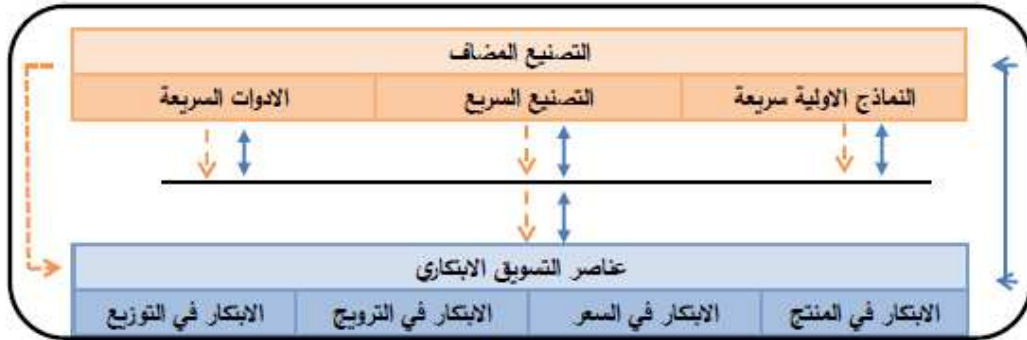 التصنيع المضاف
النماذج الاولية سريعة التصنيع السريع الادوات السريعة
عناصر التسويق الابتكاري
الابتكار في المنتج الابتكار في السعر الابتكار في الترويج الابتكار في التوزيع